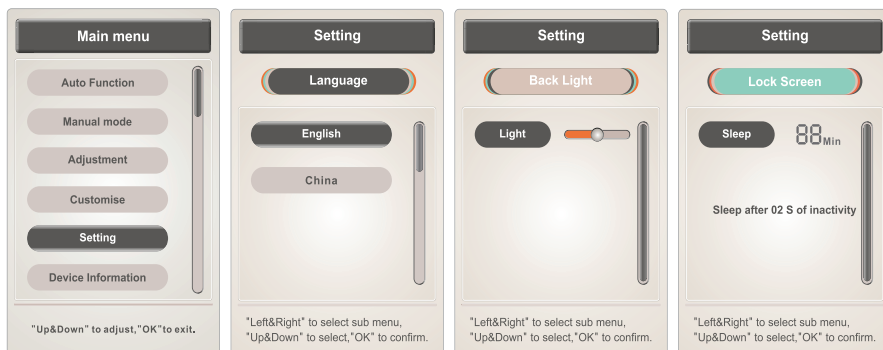 Main menu
Auto Function
Manual mode
Adjustment
Customise
Setting
Device Information
"Up&Down" to adjust,"OK"to exit.
Setting
Language
English
China
"Left&Right" to select sub menu,
"Up&Down" to select,"OK" to confirm.
Setting
Back Light
Light
"Left&Right" to select sub menu,
"Up&Down" to select,"OK" to confirm.
Setting
Lock Screen
Sleep 88 Min
Sleep after 02 S of inactivity
"Left&Right" to select sub menu,
"Up&Down" to select,"OK" to confirm.